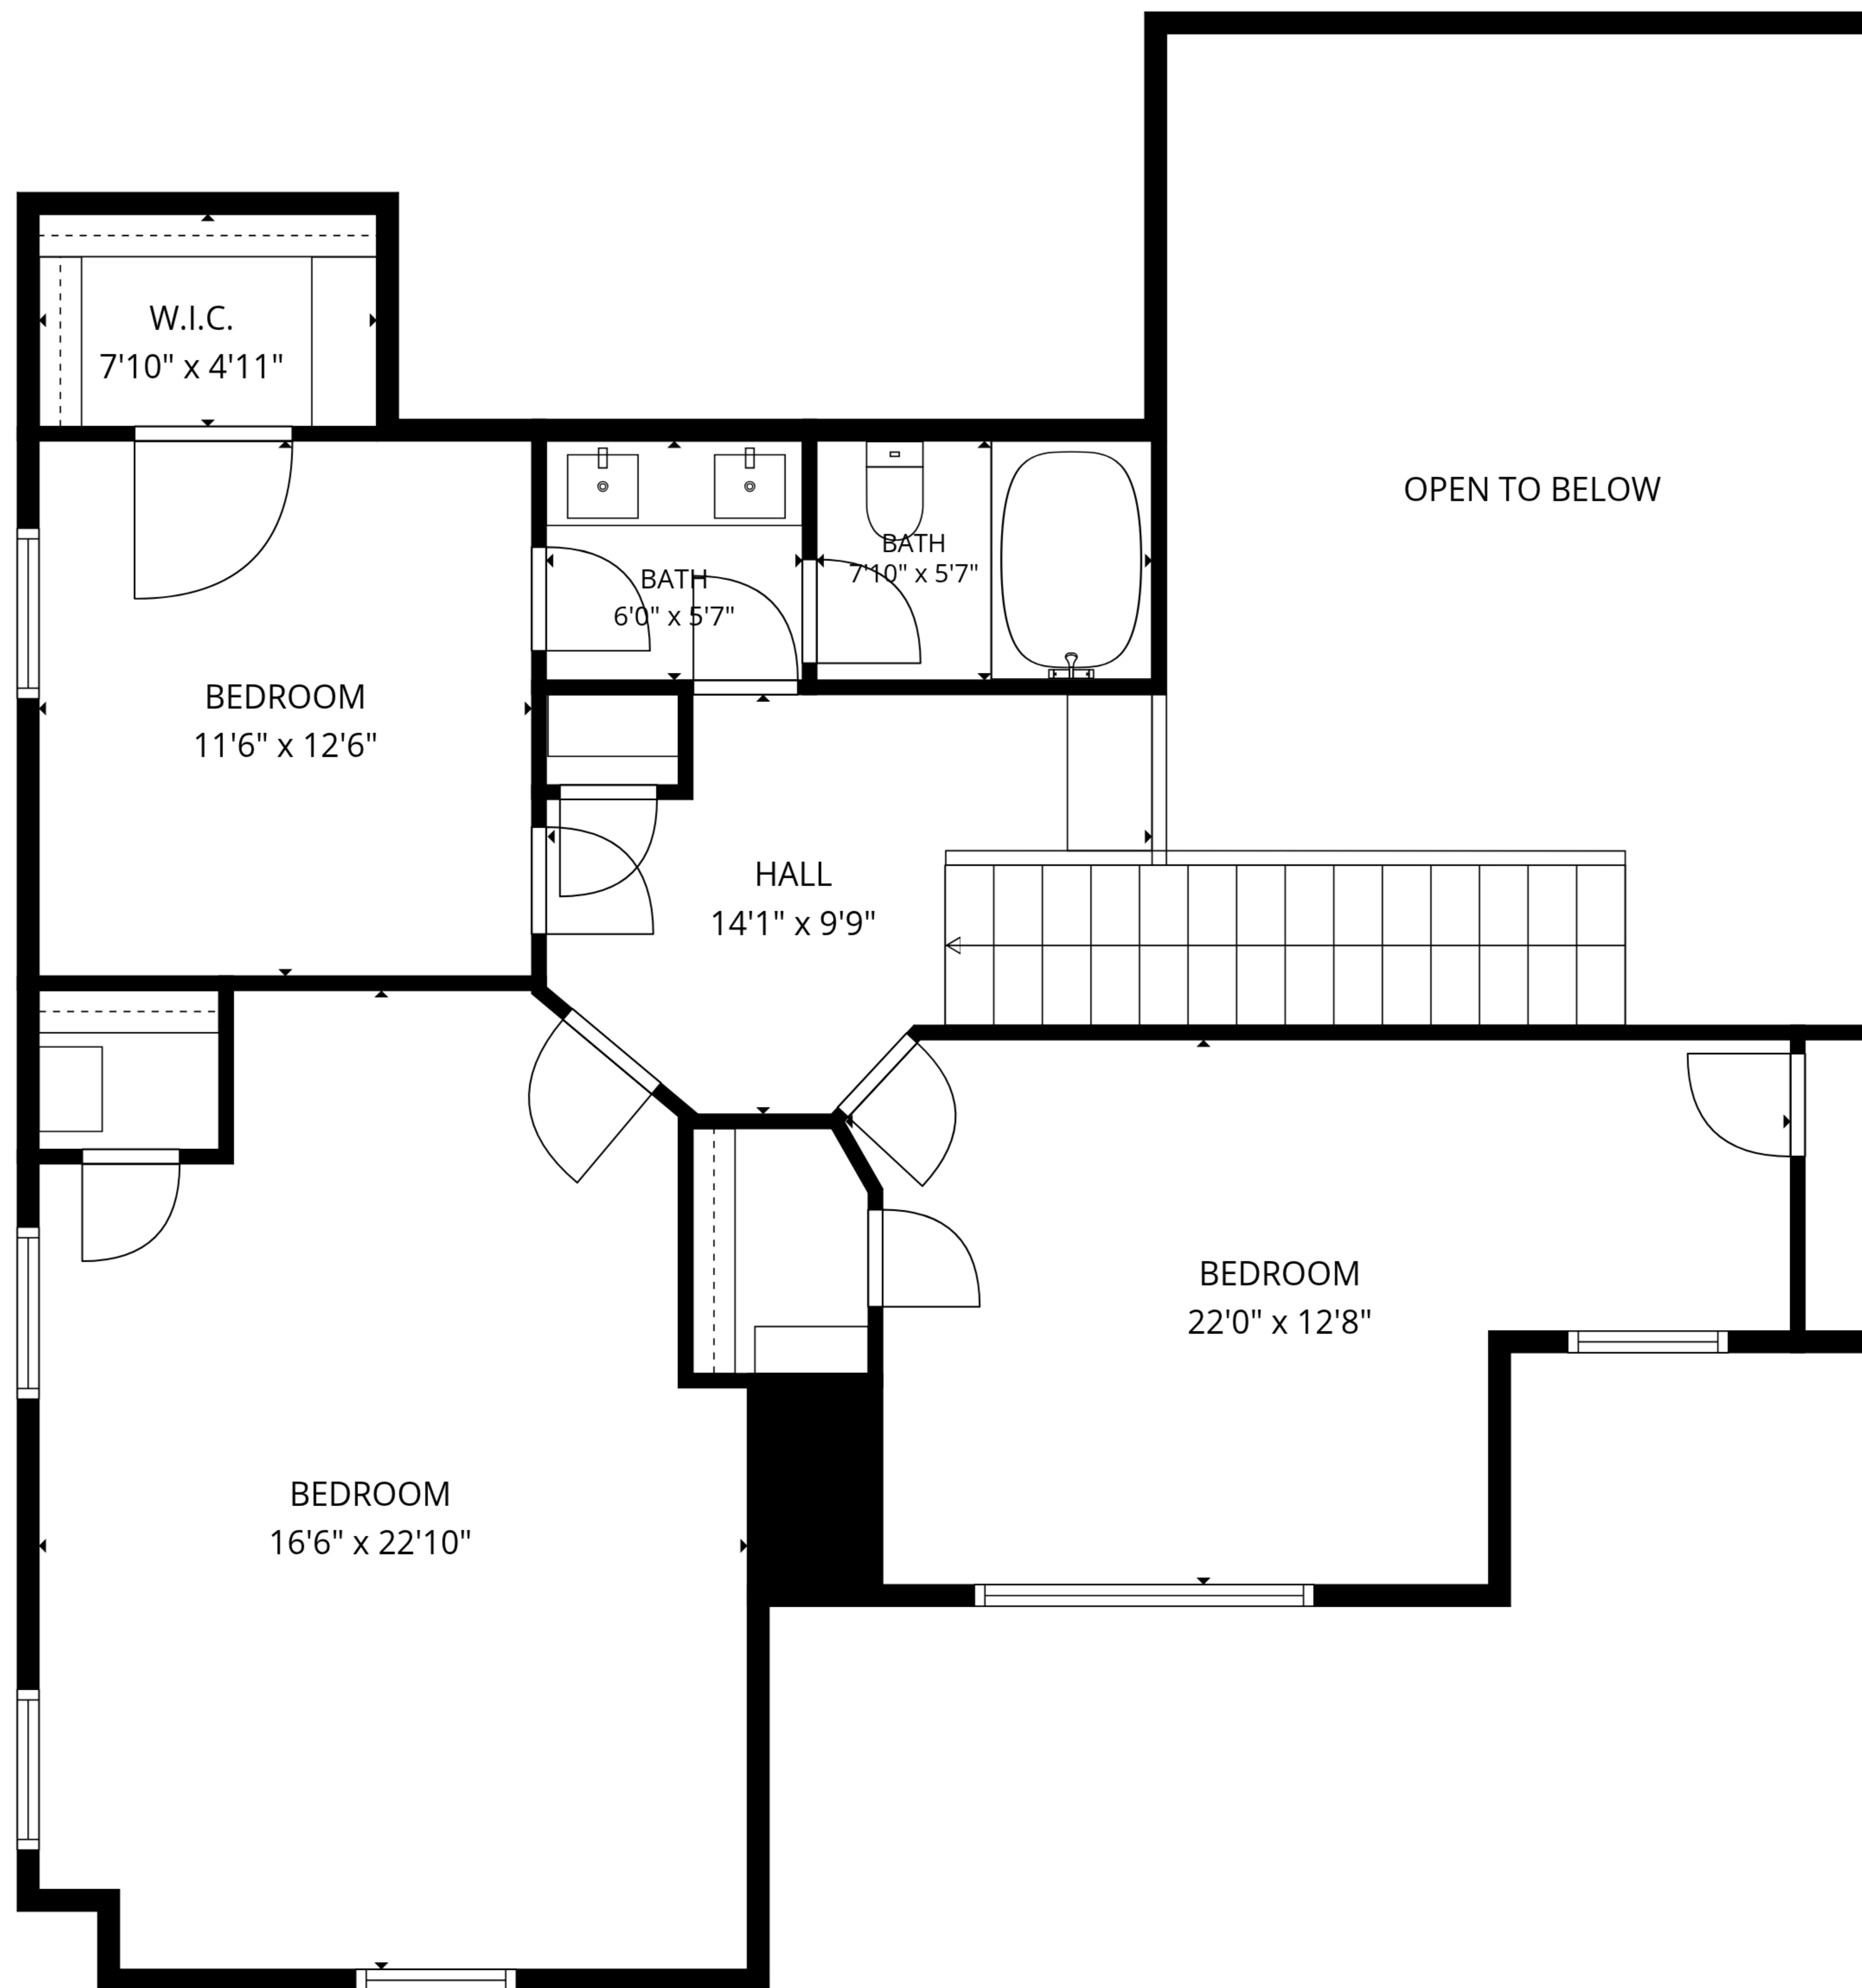 W.I.C.
7'10" x 4'11"
OPEN TO BELOW
BATH
7'10" x 5'7"
BATH
6'0" x 5'7"
BEDROOM
11'6" x 12'6"
HALL
14'1" x 9'9"
BEDROOM
22'0" x 12'8"
BEDROOM
16'6" x 22'10"